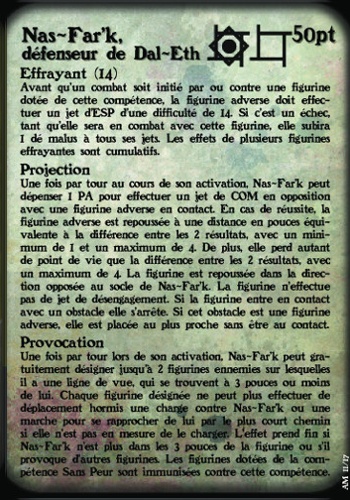 Nas~Far'k,
défenseur de Dal~Eth
50pt
Effrayant (14)
Avant qu'un combat soit initié par ou contre une figurine
dotée de cette compétence, la figurine adverse doit effec-
tuer un jet d'ESP d'une difficulté de 14. Si c'est un échec,
tant qu'elle sera en combat avec cette figurine, elle subira
1 dé malus à tous ses jets. Les effets de plusieurs figurines
effrayantes sont cumulatifs.
Projection
Une fois par tour au cours de son activation, Nas~Far'k peut
dépenser 1 PA pour effectuer un jet de COM en opposition
avec une figurine adverse en contact. En cas de réussite, la
figurine adverse est repoussée à une distance en pouces équi-
valente à la différence entre les 2 résultats, avec un mini-
mum de 1 et un maximum de 4. De plus, elle perd autant
de point de vie que la différence entre les 2 résultats, avec
un maximum de 4. La figurine est repoussée dans la direc-
tion opposée au socle de Nas~Far'k. La figurine n'effectue
pas de jet de désengagement. Si la figurine entre en contact
avec un obstacle elle s'arrête. Si cet obstacle est une figurine
adverse, elle est placée au plus proche sans être au contact.
Provocation
Une fois par tour lors de son activation, Nas~Far'k peut gra-
tuitement désigner jusqu'à 2 figurines ennemies sur lesquelles
il a une ligne de vue, qui se trouvent à 3 pouces ou moins
de lui. Chaque figurine désignée ne peut plus effectuer de
déplacement hormis une charge contre Nas~Far'k ou une
marche pour se rapprocher de lui par le plus court chemin
si elle n'est pas en mesure de le charger. L'effet prend fin si
Nas~Far'k n'est plus dans les 3 pouces de la figurine ou s'il
provoque d'autres figurines. Les figurines dotées de la com-
pétence Sans Peur sont immunisées contre cette compétence.
AM 11/17